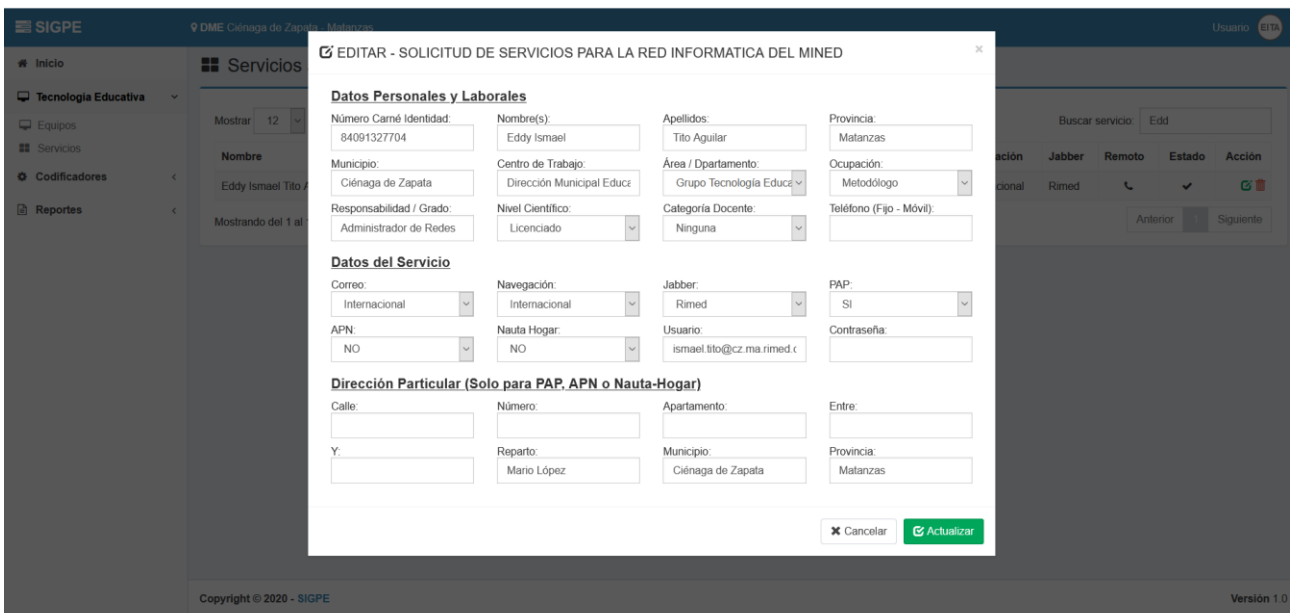 SIGPE
DME Ciénaga de Zapata - Matanzas
Usuario EITA
Inicio
Tecnologia Educativa
Equipos
Servicios
Codificadores
Reportes
Servicios
Mostrar 12
Buscar servicio: Edd
Nombre
ación Jabber Remoto Estado Acción
Eddy Ismael Tito A
cional Rimed
Mostrando del 1 al
Anterior 1 Siguiente
EDITAR - SOLICITUD DE SERVICIOS PARA LA RED INFORMATICA DEL MINED ×
Datos Personales y Laborales
Número Carné Identidad: Nombre(s): Apellidos: Provincia:
84091327704 Eddy Ismael Tito Aguilar Matanzas
Municipio: Centro de Trabajo: Área / Dpartamento: Ocupación:
Ciénaga de Zapata Dirección Municipal Educa Grupo Tecnología Educa Metodólogo
Responsabilidad / Grado: Nivel Científico: Categoría Docente: Teléfono (Fijo - Móvil):
Administrador de Redes Licenciado Ninguna
Datos del Servicio
Correo: Navegación: Jabber: PAP:
Internacional Internacional Rimed SI
APN: Nauta Hogar: Usuario: Contraseña:
NO NO ismael.tito@cz.ma.rimed.c
Dirección Particular (Solo para PAP, APN o Nauta-Hogar)
Calle: Número: Apartamento: Entre:
Y: Reparto: Municipio: Provincia:
Mario López Ciénaga de Zapata Matanzas
Cancelar Actualizar
Copyright © 2020 - SIGPE
Versión 1.0